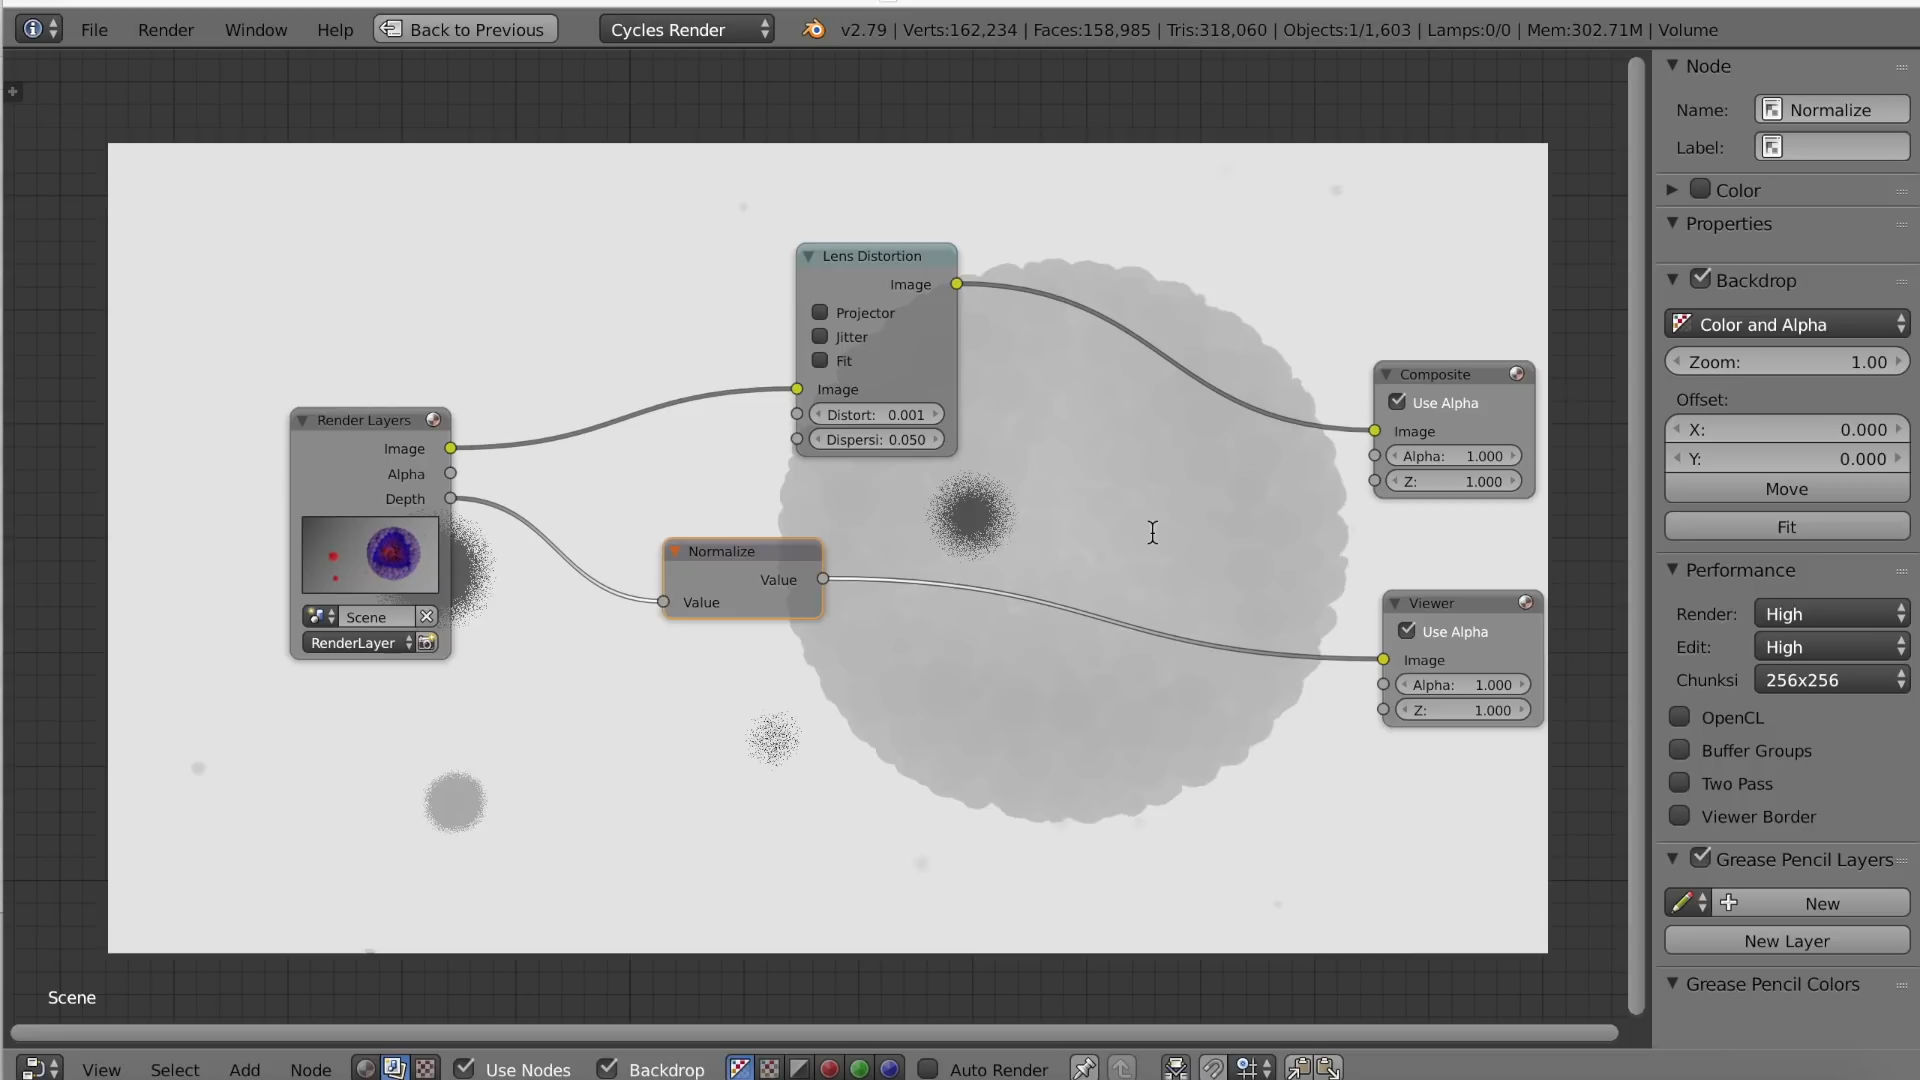 File Render Window Help Back to Previous Cycles Render v2.79 | Verts:162,234 | Faces:158,985 | Tris:318,060 | Objects:1/1,603 | Lamps:0/0 | Mem:302.71M | Volume
Node
Name: Normalize
Label:
Color
Properties
Backdrop
Color and Alpha
Zoom: 1.00
Offset:
X: 0.000
Y: 0.000
Move
Fit
Performance
Render: High
Edit: High
Chunksi 256x256
OpenCL
Buffer Groups
Two Pass
Viewer Border
Grease Pencil Layers
New
New Layer
Grease Pencil Colors
Lens Distortion
Image
Projector
Jitter
Fit
Image
Distort: 0.001
Dispersi: 0.050
Composite
Use Alpha
Image
Alpha: 1.000
Z: 1.000
Render Layers
Image
Alpha
Depth
Scene
RenderLayer
Normalize
Value
Value
Viewer
Use Alpha
Image
Alpha: 1.000
Z: 1.000
Scene
View Select Add Node Use Nodes Backdrop Auto Render